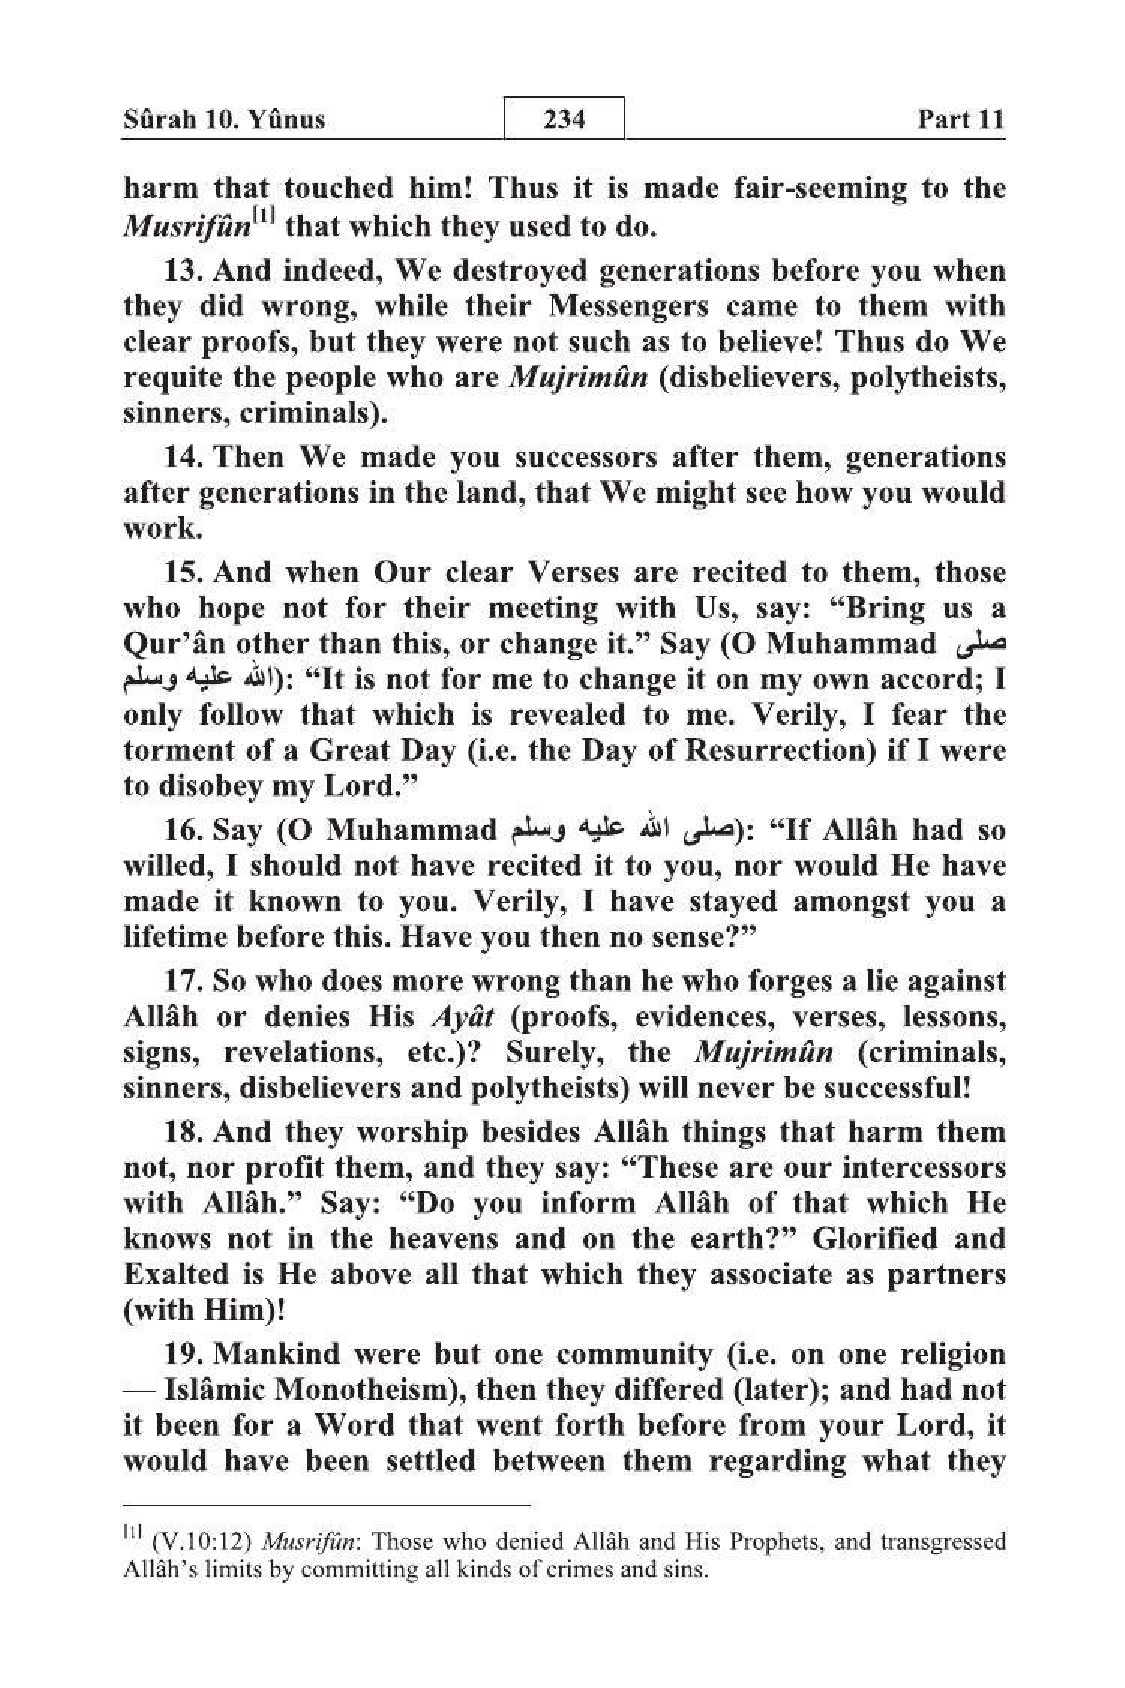 Sûrah 10. Yûnus 234 Part 11
harm that touched him! Thus it is made fair-seeming to the
Musrifûn[1] that which they used to do.
13. And indeed, We destroyed generations before you when
they did wrong, while their Messengers came to them with
clear proofs, but they were not such as to believe! Thus do We
requite the people who are Mujrimûn (disbelievers, polytheists,
sinners, criminals).
14. Then We made you successors after them, generations
after generations in the land, that We might see how you would
work.
15. And when Our clear Verses are recited to them, those
who hope not for their meeting with Us, say: “Bring us a
Qur’ân other than this, or change it.” Say (O Muhammad صلى
الله عليه وسلم): “It is not for me to change it on my own accord; I
only follow that which is revealed to me. Verily, I fear the
torment of a Great Day (i.e. the Day of Resurrection) if I were
to disobey my Lord.”
16. Say (O Muhammad صلى الله عليه وسلم): “If Allâh had so
willed, I should not have recited it to you, nor would He have
made it known to you. Verily, I have stayed amongst you a
lifetime before this. Have you then no sense?”
17. So who does more wrong than he who forges a lie against
Allâh or denies His Ayât (proofs, evidences, verses, lessons,
signs, revelations, etc.)? Surely, the Mujrimûn (criminals,
sinners, disbelievers and polytheists) will never be successful!
18. And they worship besides Allâh things that harm them
not, nor profit them, and they say: “These are our intercessors
with Allâh.” Say: “Do you inform Allâh of that which He
knows not in the heavens and on the earth?” Glorified and
Exalted is He above all that which they associate as partners
(with Him)!
19. Mankind were but one community (i.e. on one religion
— Islâmic Monotheism), then they differed (later); and had not
it been for a Word that went forth before from your Lord, it
would have been settled between them regarding what they
[1] (V.10:12) Musrifûn: Those who denied Allâh and His Prophets, and transgressed
Allâh’s limits by committing all kinds of crimes and sins.